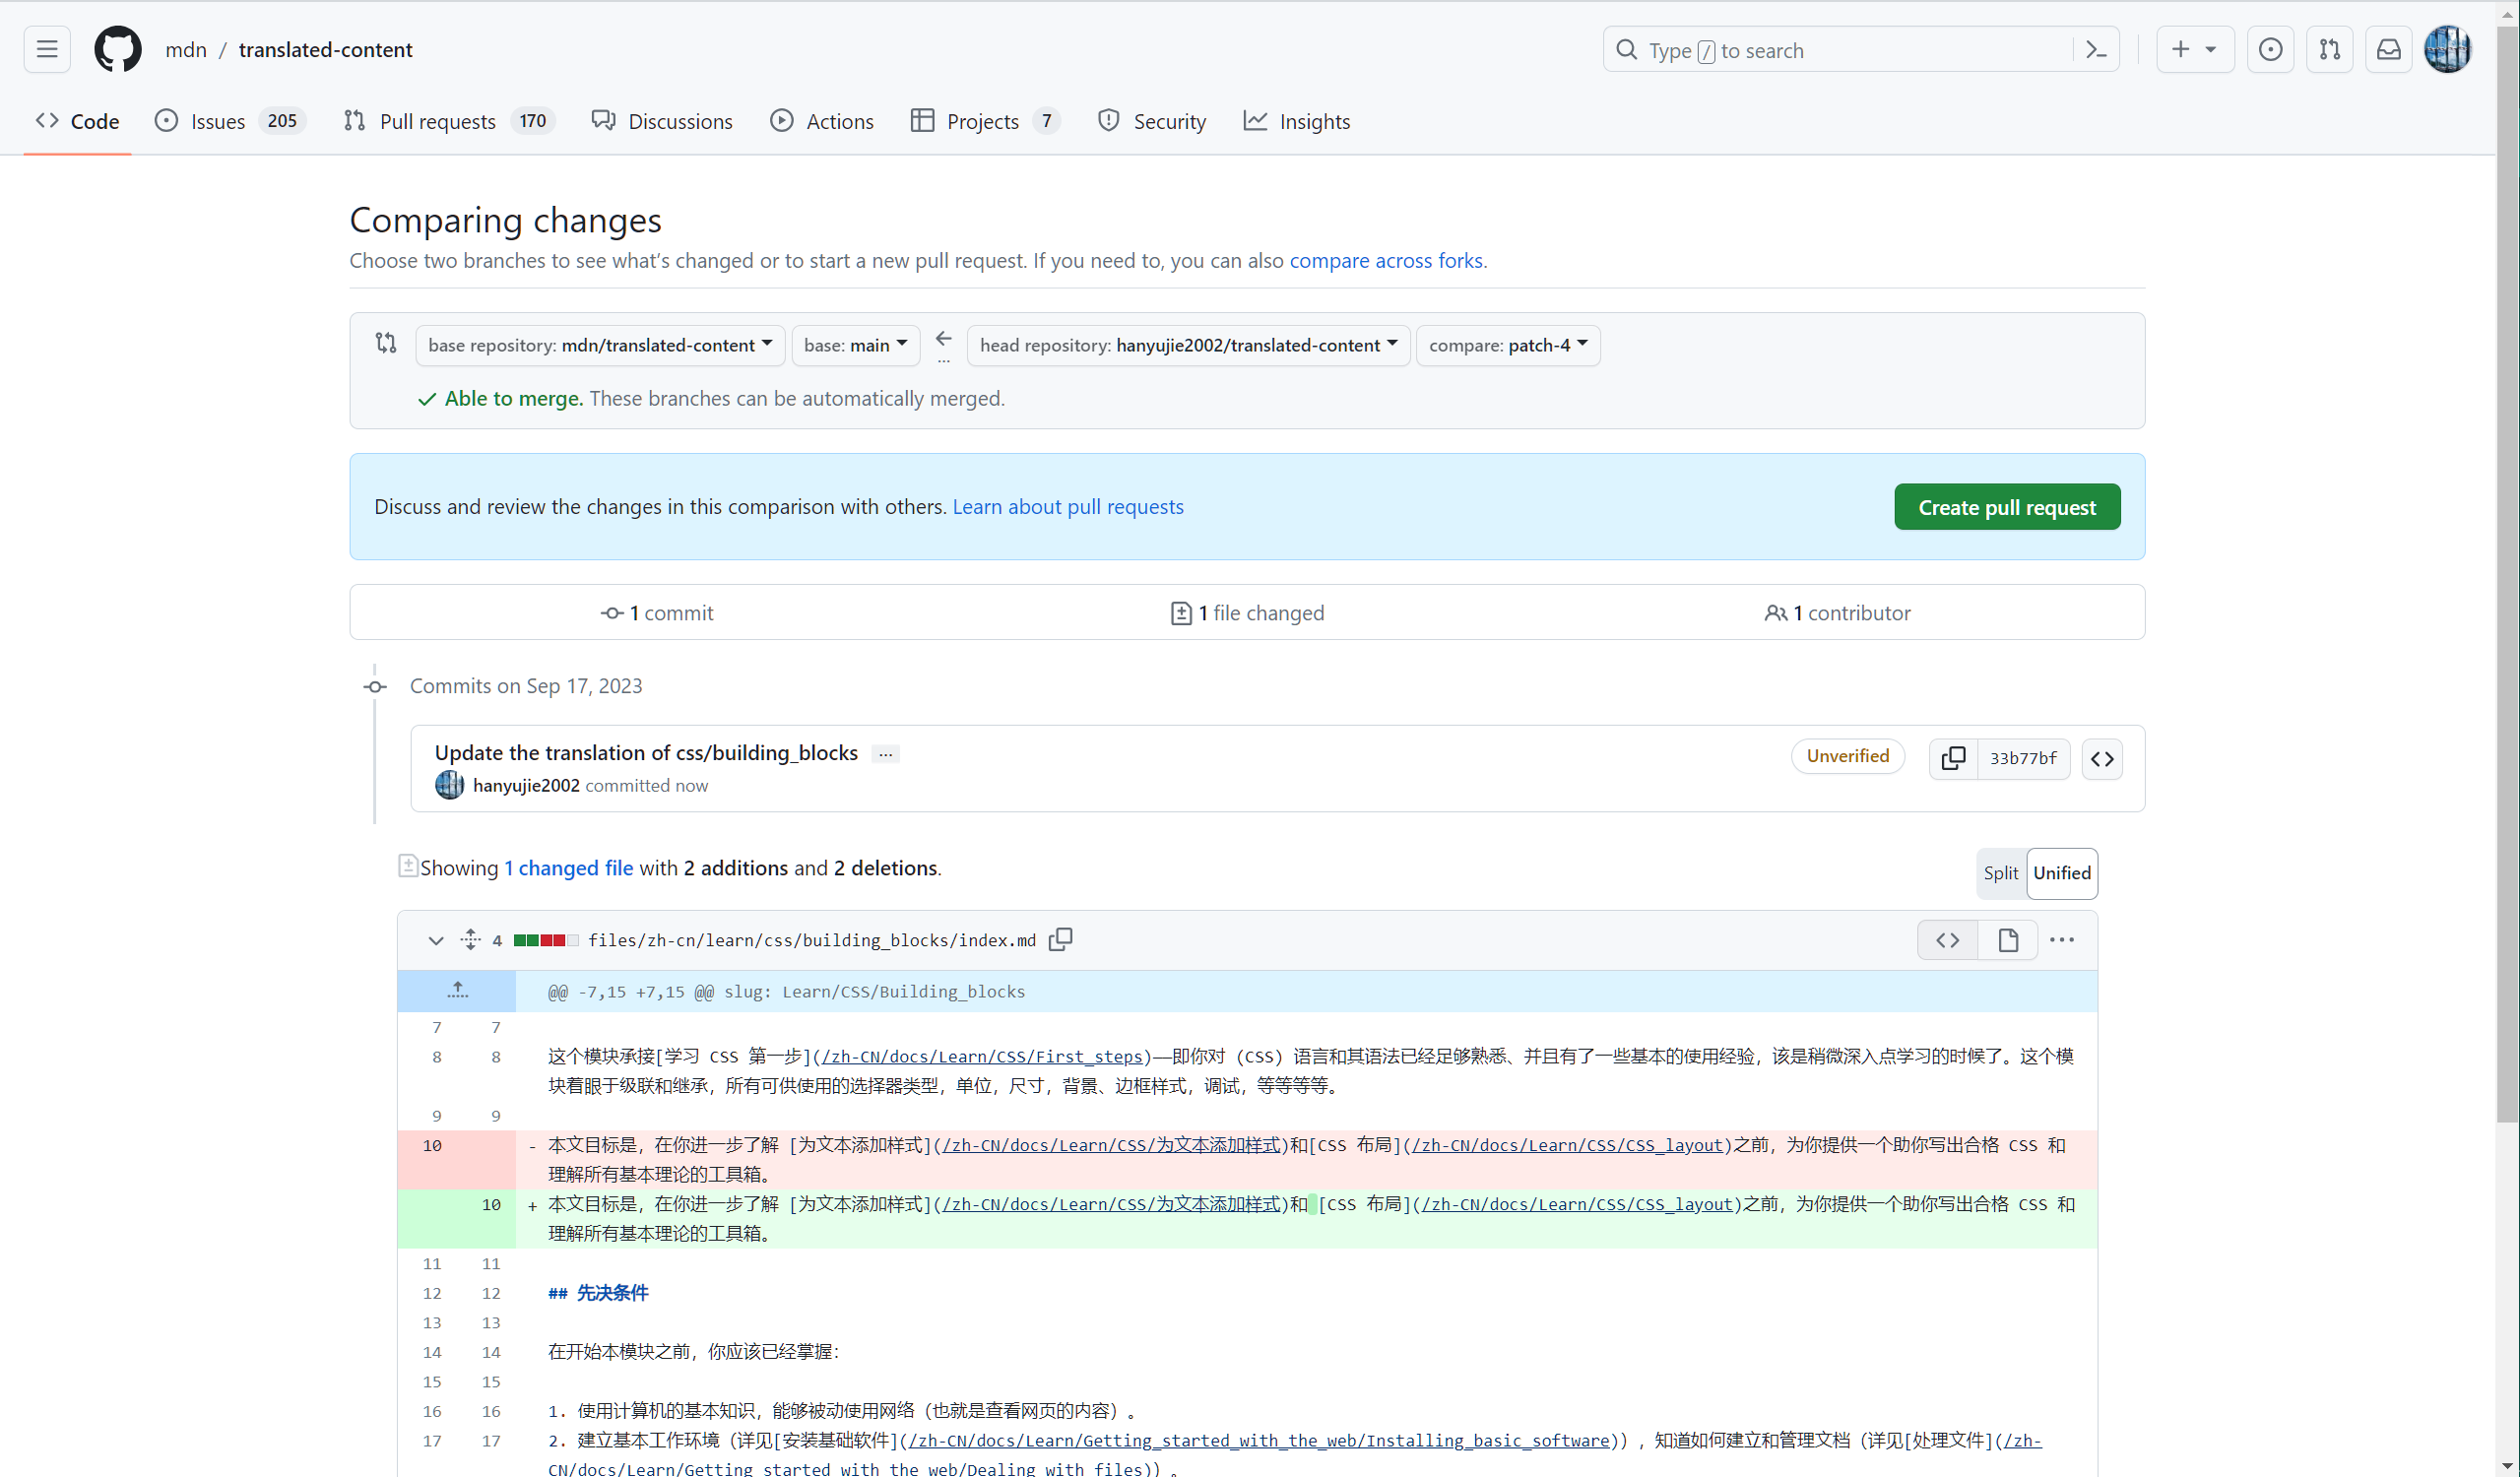 mdn / translated-content
Type / to search
Code
Issues 205
Pull requests 170
Discussions
Actions
Projects 7
Security
Insights
Comparing changes
Choose two branches to see what's changed or to start a new pull request. If you need to, you can also compare across forks.
base repository: mdn/translated-content
base: main
...
head repository: hanyujie2002/translated-content
compare: patch-4
Able to merge. These branches can be automatically merged.
Discuss and review the changes in this comparison with others. Learn about pull requests
Create pull request
1 commit
1 file changed
1 contributor
Commits on Sep 17, 2023
Update the translation of css/building_blocks ...
Unverified
33b77bf
hanyujie2002 committed now
Showing 1 changed file with 2 additions and 2 deletions.
Split Unified
4 files/zh-cn/learn/css/building_blocks/index.md
@@ -7,15 +7,15 @@ slug: Learn/CSS/Building_blocks
7 7
8 8 这个模块承接[学习 CSS 第一步](/zh-CN/docs/Learn/CSS/First_steps)——即你对（CSS）语言和其语法已经足够熟悉、并且有了一些基本的使用经验，该是稍微深入点学习的时候了。这个模
块着眼于级联和继承，所有可供使用的选择器类型，单位，尺寸，背景、边框样式，调试，等等等等。
9 9
10 - 本文目标是，在你进一步了解 [为文本添加样式](/zh-CN/docs/Learn/CSS/为文本添加样式)和[CSS 布局](/zh-CN/docs/Learn/CSS/CSS_layout)之前，为你提供一个助你写出合格 CSS 和
理解所有基本理论的工具箱。
10 + 本文目标是，在你进一步了解 [为文本添加样式](/zh-CN/docs/Learn/CSS/为文本添加样式)和 [CSS 布局](/zh-CN/docs/Learn/CSS/CSS_layout)之前，为你提供一个助你写出合格 CSS 和
理解所有基本理论的工具箱。
11 11
12 12 ## 先决条件
13 13
14 14 在开始本模块之前，你应该已经掌握：
15 15
16 16 1. 使用计算机的基本知识，能够被动使用网络（也就是查看网页的内容）。
17 17 2. 建立基本工作环境（详见[安装基础软件](/zh-CN/docs/Learn/Getting_started_with_the_web/Installing_basic_software)），知道如何建立和管理文档（详见[处理文件](/zh-
CN/docs/Learn/Getting_started_with_the_web/Dealing_with_files)）。